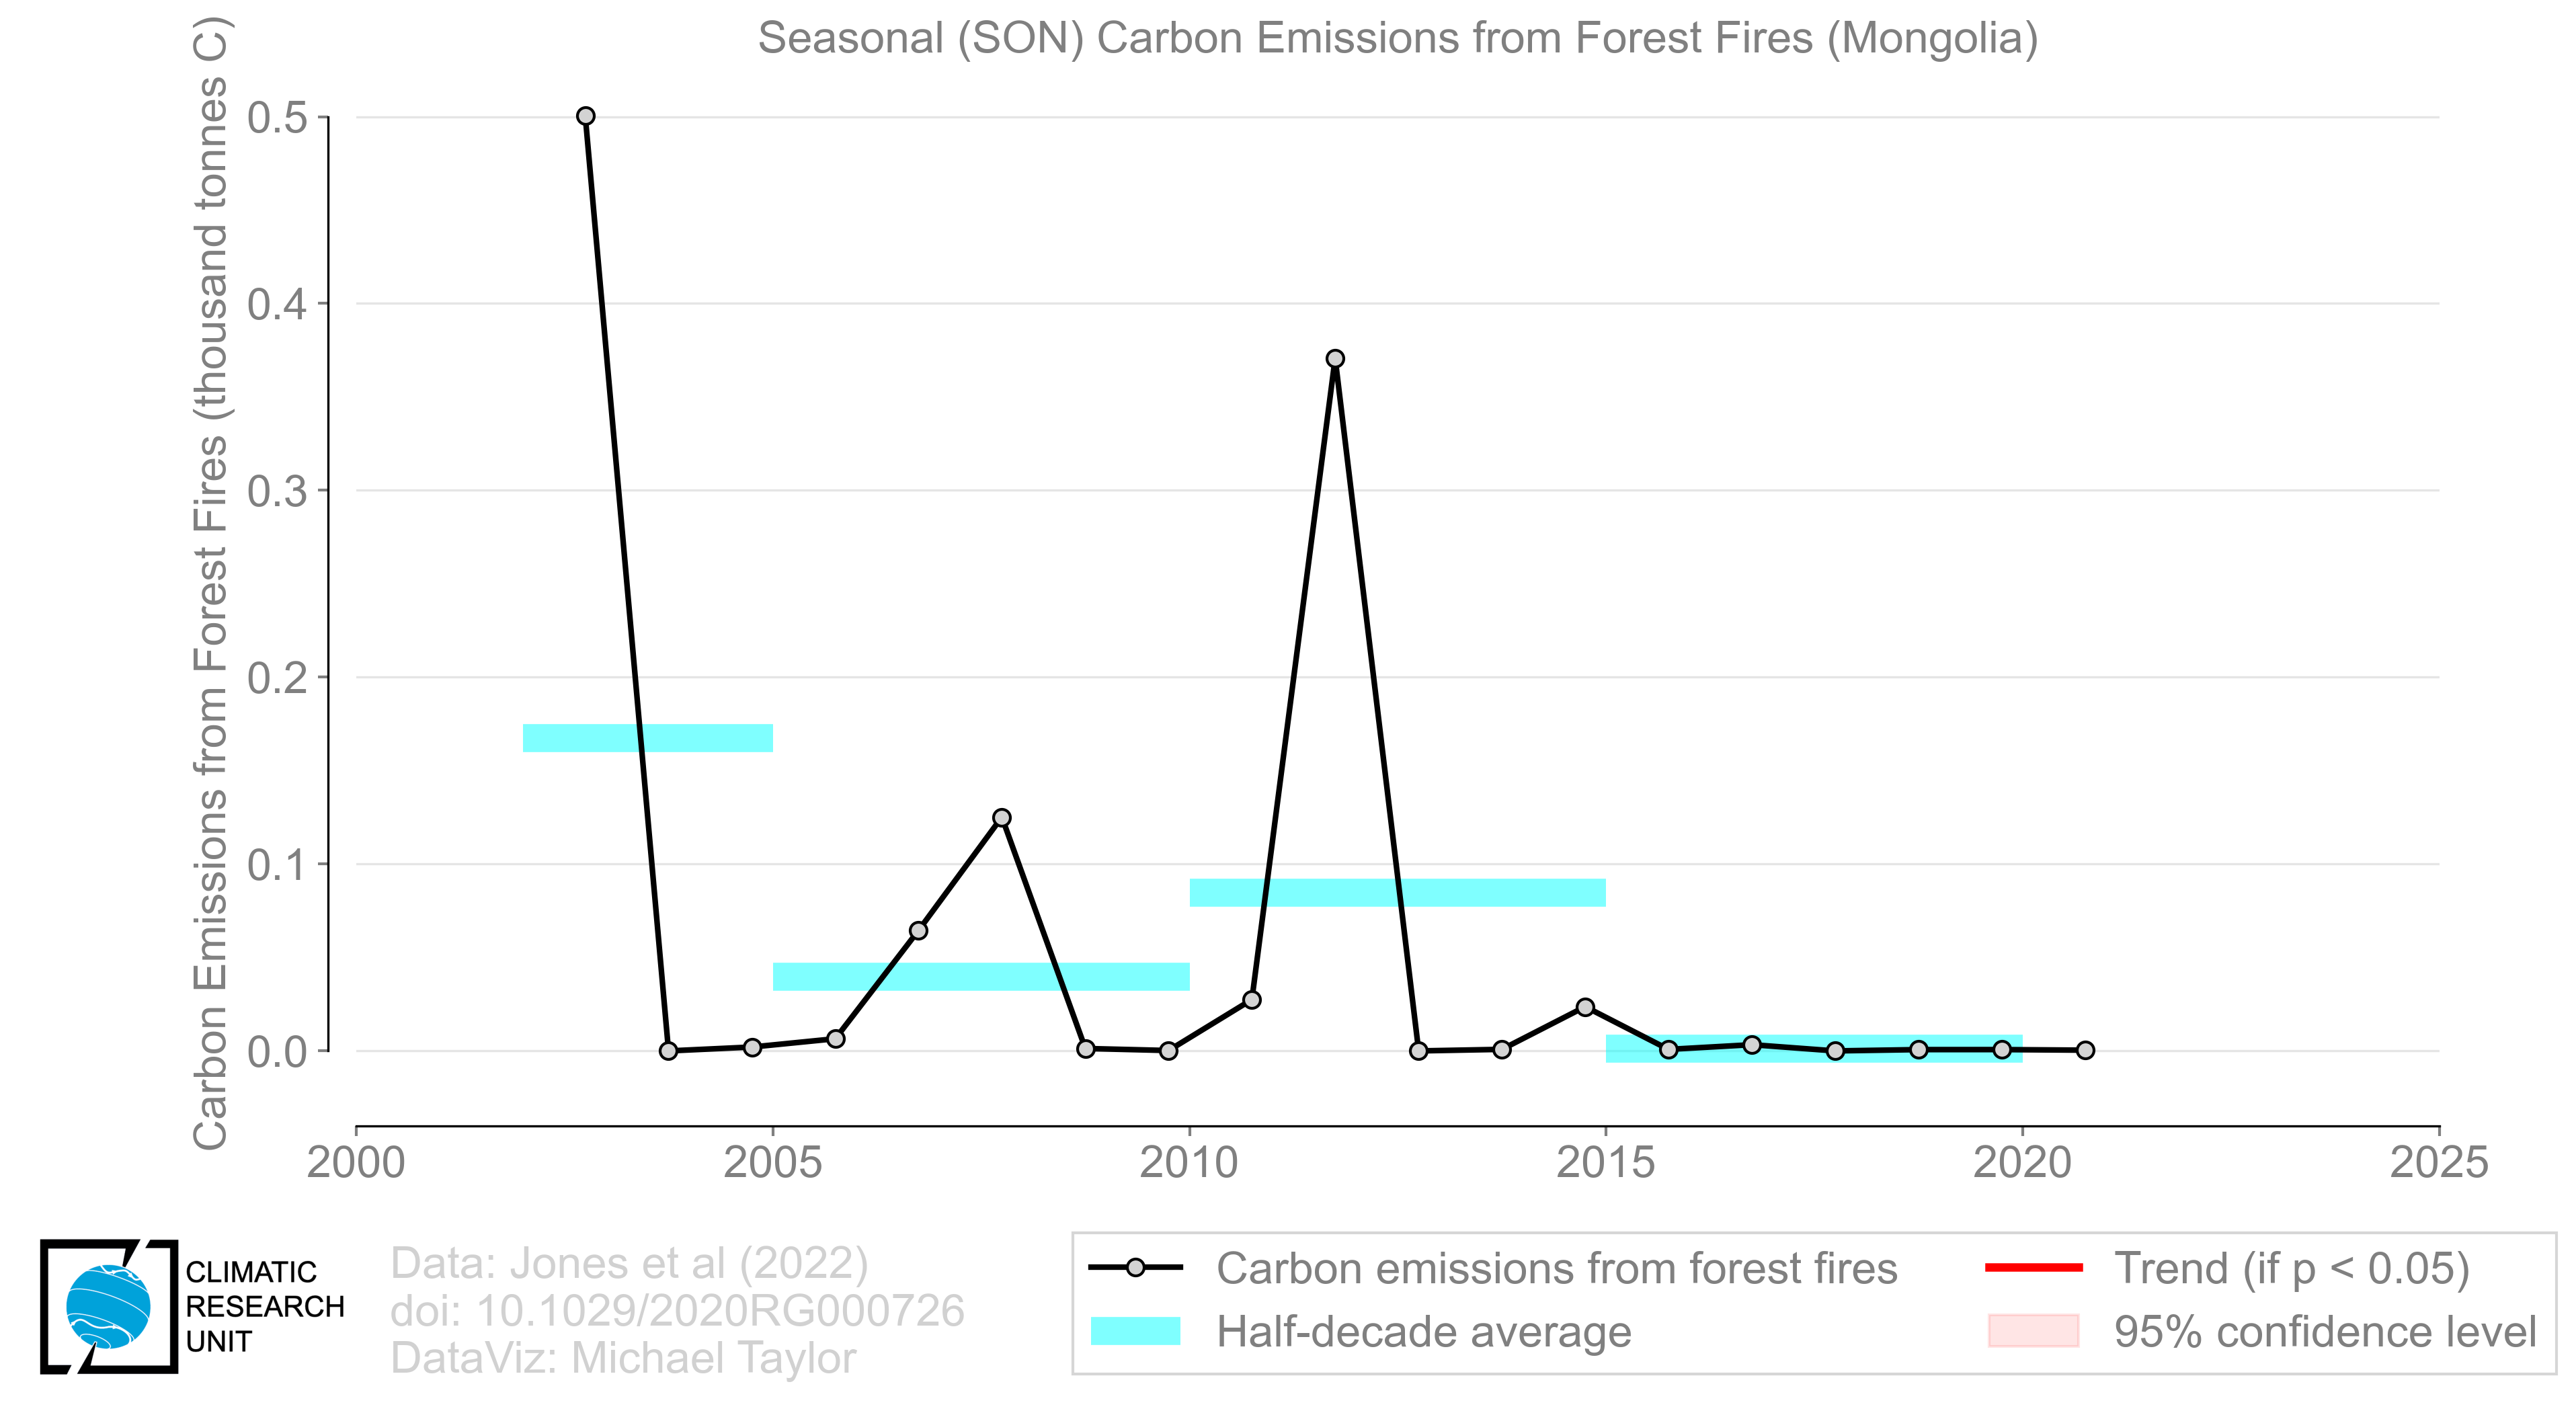 Seasonal (SON) Carbon Emissions from Forest Fires (Mongolia)
Carbon Emissions from Forest Fires (thousand tonnes C)
0.5
0.4
0.3
0.2
0.1
0.0
2000
2005
2010
2015
2020
2025
CLIMATIC
RESEARCH
UNIT
Data: Jones et al (2022)
doi: 10.1029/2020RG000726
DataViz: Michael Taylor
Carbon emissions from forest fires
Half-decade average
Trend (if p < 0.05)
95% confidence level